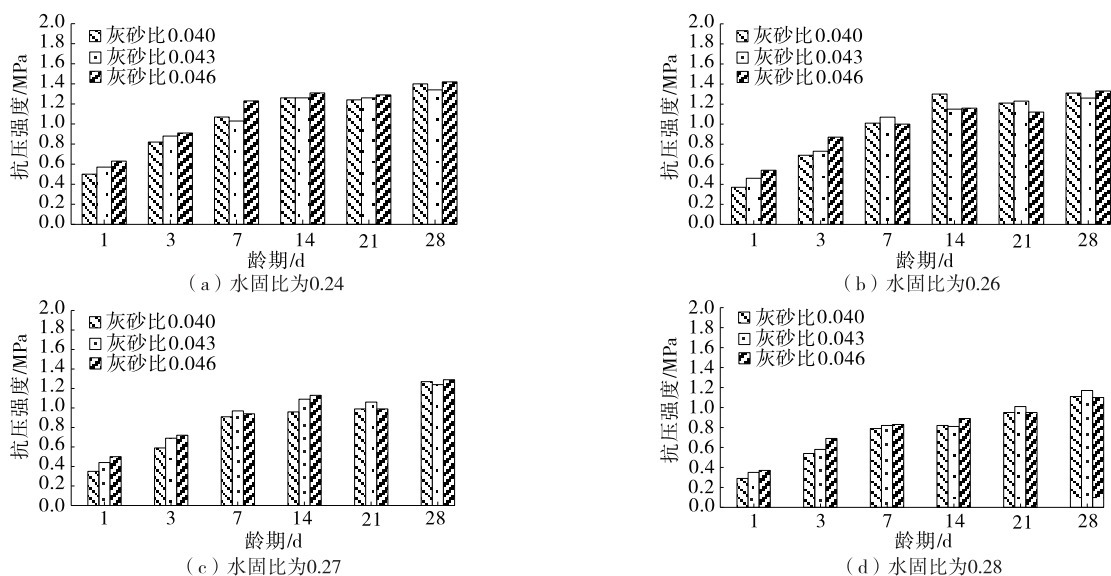 抗压强度/MPa
2.0
1.8
1.6
1.4
1.2
1.0
0.8
0.6
0.4
0.2
0.0
灰砂比0.040
灰砂比0.043
灰砂比0.046
1 3 7 14 21 28
龄期/d
（a）水固比为0.24
抗压强度/MPa
2.0
1.8
1.6
1.4
1.2
1.0
0.8
0.6
0.4
0.2
0.0
灰砂比0.040
灰砂比0.043
灰砂比0.046
1 3 7 14 21 28
龄期/d
（b）水固比为0.26
抗压强度/MPa
2.0
1.8
1.6
1.4
1.2
1.0
0.8
0.6
0.4
0.2
0.0
灰砂比0.040
灰砂比0.043
灰砂比0.046
1 3 7 14 21 28
龄期/d
（c）水固比为0.27
抗压强度/MPa
2.0
1.8
1.6
1.4
1.2
1.0
0.8
0.6
0.4
0.2
0.0
灰砂比0.040
灰砂比0.043
灰砂比0.046
1 3 7 14 21 28
龄期/d
（d）水固比为0.28